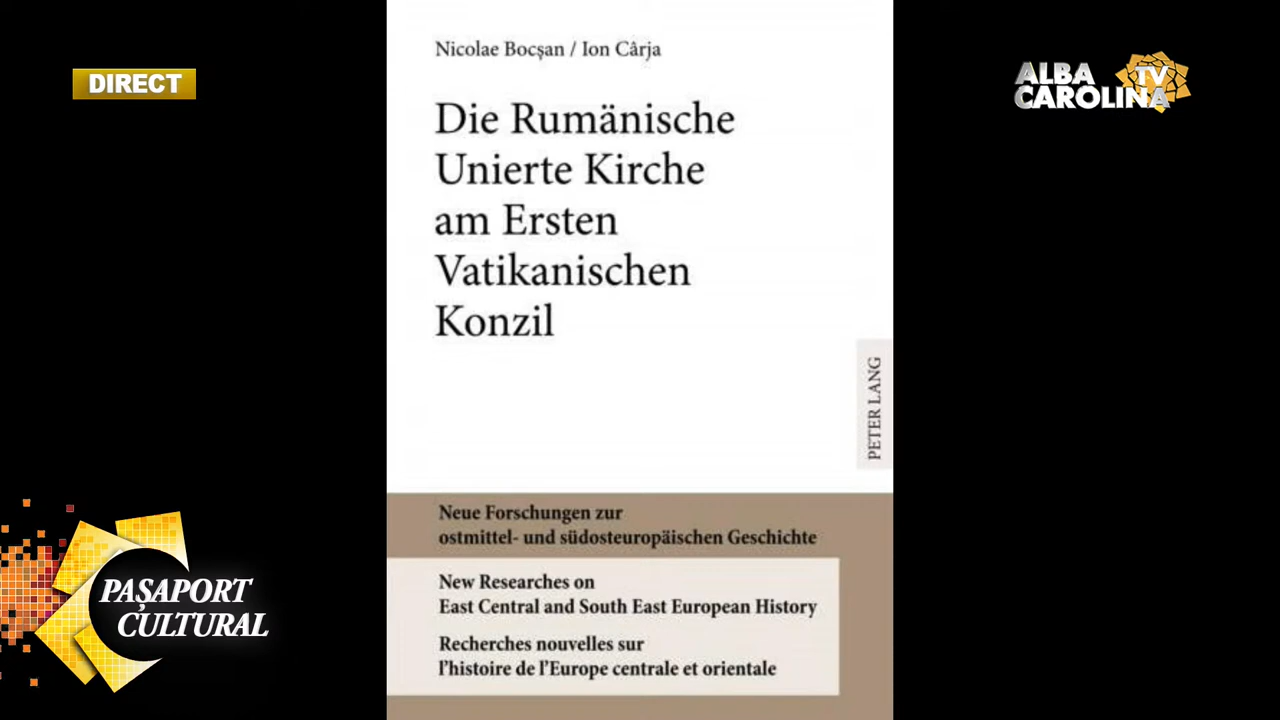 DIRECT
ALBA
CAROLINA
TV
Nicolae Bocșan / Ion Cârja
Die Rumänische
Unierte Kirche
am Ersten
Vatikanischen
Konzil
PETER LANG
Neue Forschungen zur
ostmittel- und südosteuropäischen Geschichte
New Researches on
East Central and South East European History
Recherches nouvelles sur
l'histoire de l'Europe centrale et orientale
PAȘAPORT
CULTURAL